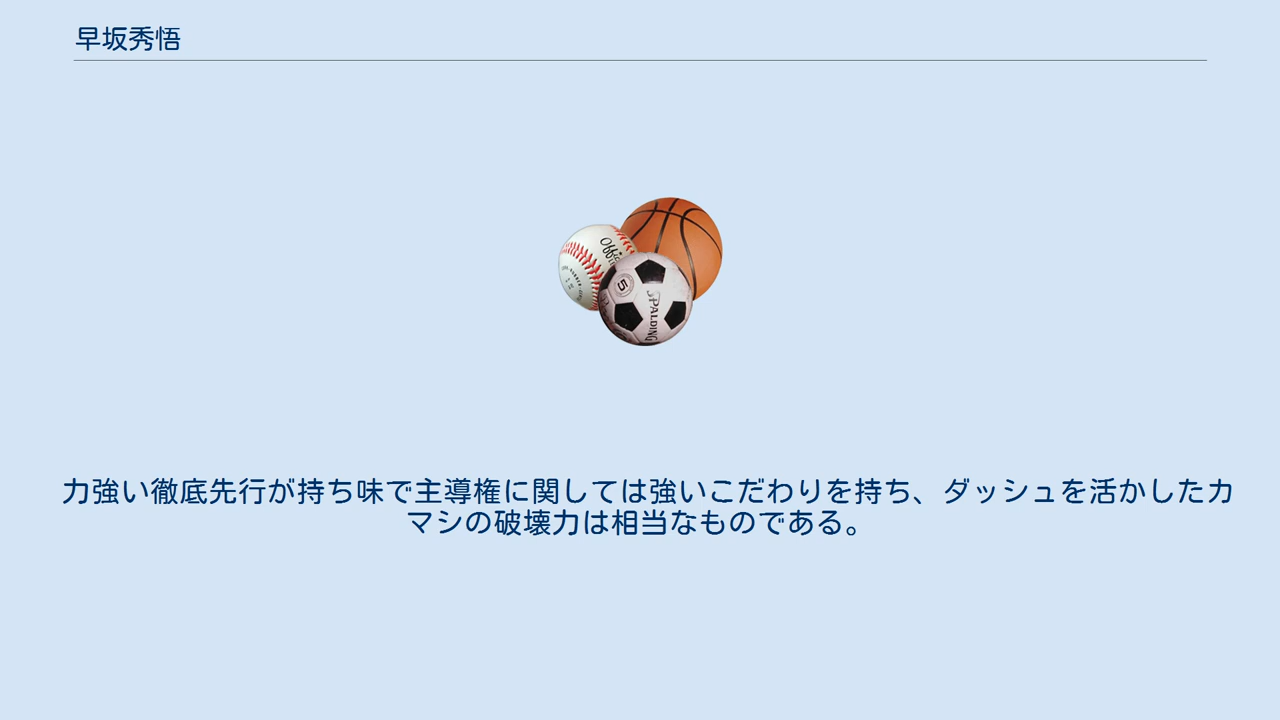 早坂秀悟
Offic
5
SPALDING
力強い徹底先行が持ち味で主導権に関しては強いこだわりを持ち、ダッシュを活かしたカ
マシの破壊力は相当なものである。